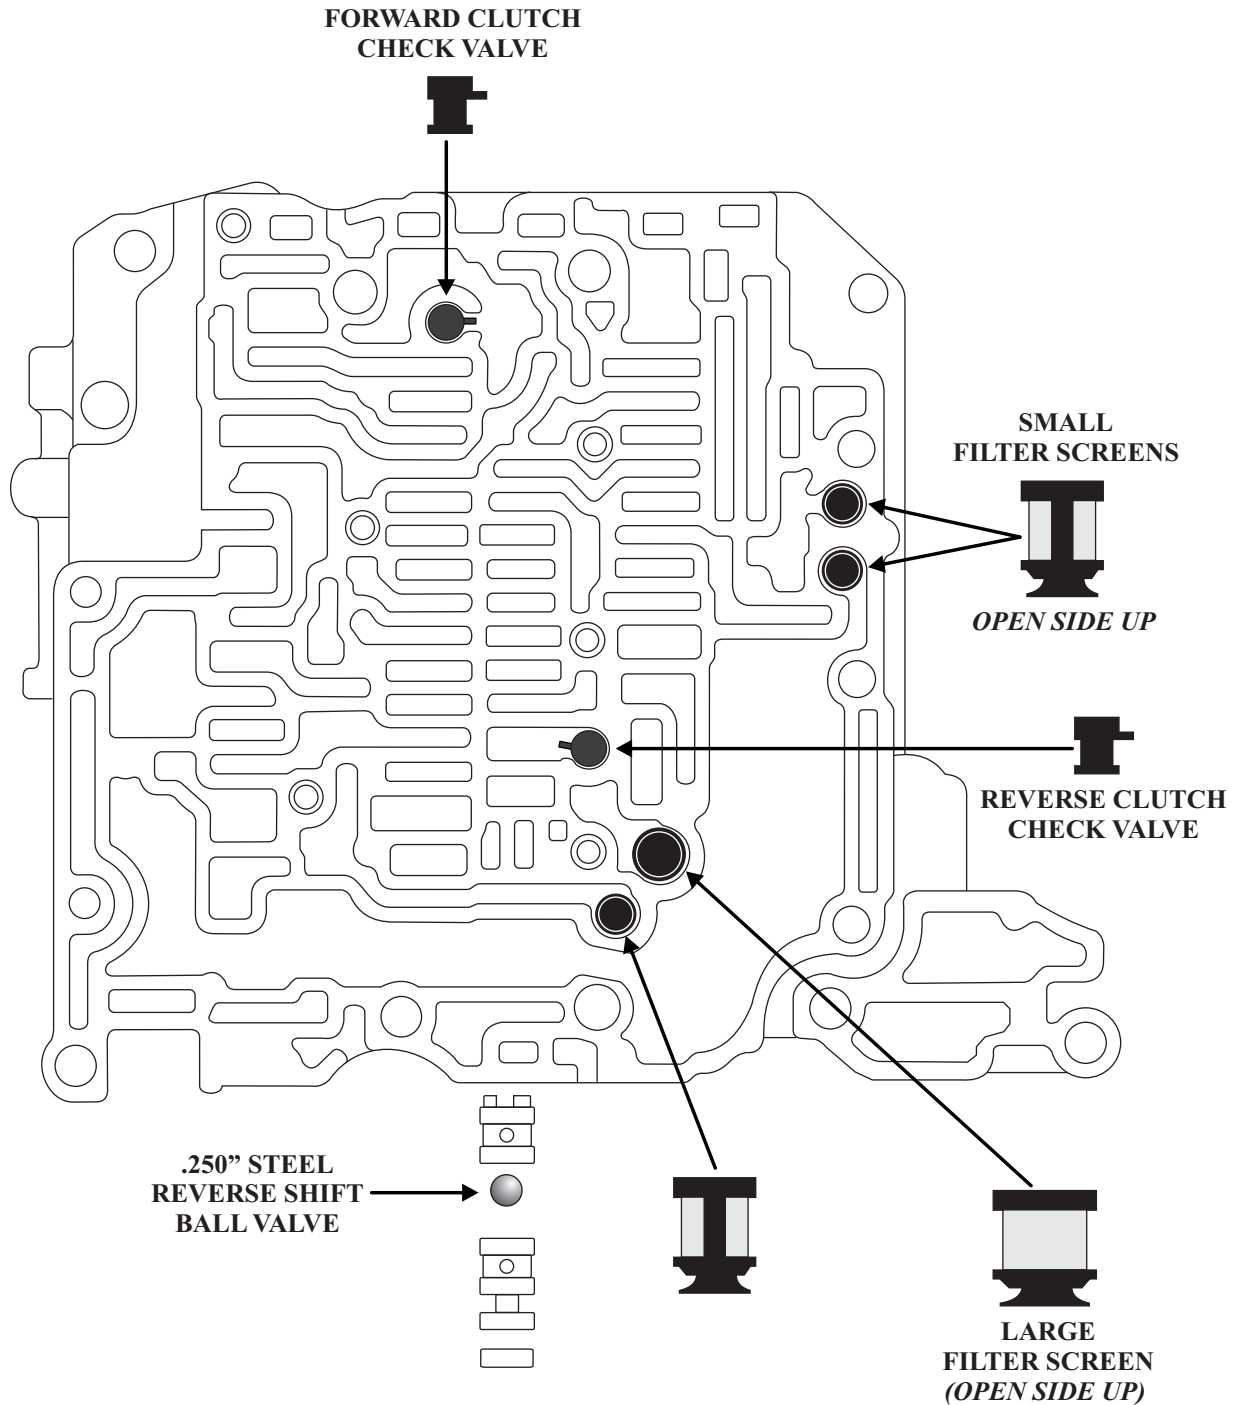 FORWARD CLUTCH
CHECK VALVE
SMALL
FILTER SCREENS
OPEN SIDE UP
REVERSE CLUTCH
CHECK VALVE
.250” STEEL
REVERSE SHIFT
BALL VALVE
LARGE
FILTER SCREEN
(OPEN SIDE UP)